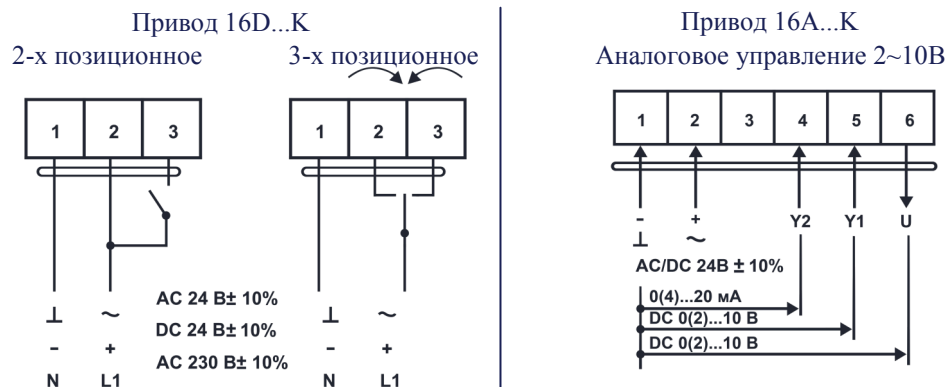 Привод 16D...K
2-х позиционное
3-х позиционное
1 2 3
1 2 3
⊥ ~
AC 24 В± 10%
DC 24 В± 10%
- +
AC 230 В± 10%
N L1
⊥ ~
- +
N L1
Привод 16A...K
Аналоговое управление 2~10В
1 2 3 4 5 6
- + Y2 Y1 U
⊥ ~
AC/DC 24В ± 10%
0(4)...20 мА
DC 0(2)...10 В
DC 0(2)...10 В